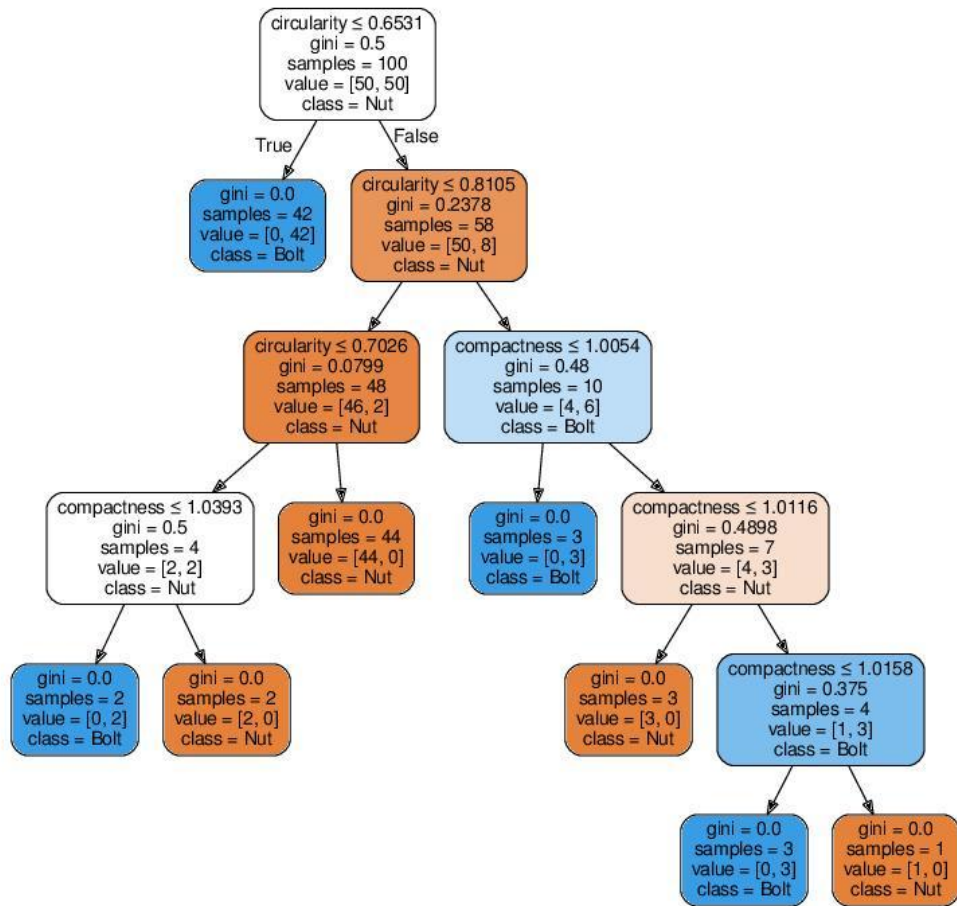 circularity ≤ 0.6531
gini = 0.5
samples = 100
value = [50, 50]
class = Nut
True
False
gini = 0.0
samples = 42
value = [0, 42]
class = Bolt
circularity ≤ 0.8105
gini = 0.2378
samples = 58
value = [50, 8]
class = Nut
circularity ≤ 0.7026
gini = 0.0799
samples = 48
value = [46, 2]
class = Nut
compactness ≤ 1.0054
gini = 0.48
samples = 10
value = [4, 6]
class = Bolt
compactness ≤ 1.0393
gini = 0.5
samples = 4
value = [2, 2]
class = Nut
gini = 0.0
samples = 44
value = [44, 0]
class = Nut
gini = 0.0
samples = 3
value = [0, 3]
class = Bolt
compactness ≤ 1.0116
gini = 0.4898
samples = 7
value = [4, 3]
class = Nut
gini = 0.0
samples = 2
value = [0, 2]
class = Bolt
gini = 0.0
samples = 2
value = [2, 0]
class = Nut
gini = 0.0
samples = 3
value = [3, 0]
class = Nut
compactness ≤ 1.0158
gini = 0.375
samples = 4
value = [1, 3]
class = Bolt
gini = 0.0
samples = 3
value = [0, 3]
class = Bolt
gini = 0.0
samples = 1
value = [1, 0]
class = Nut